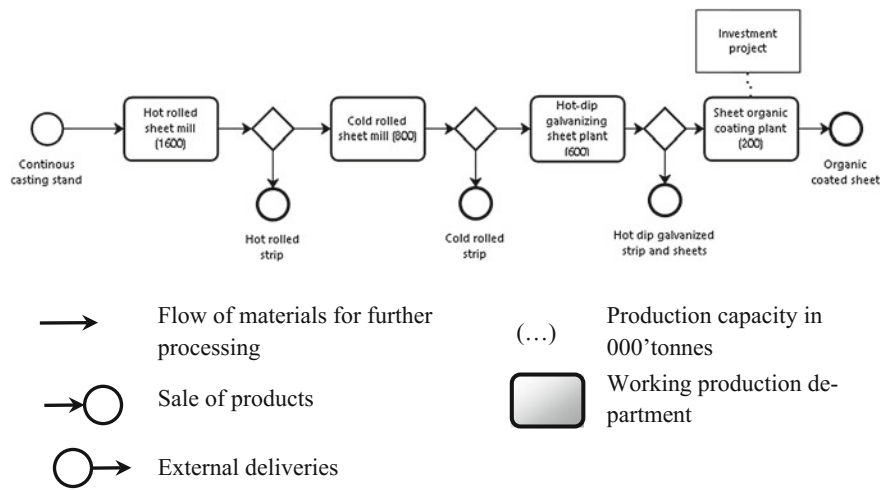 Investment
project
Hot rolled
sheet mill
(1600)
Cold rolled
sheet mill (800)
Hot-dip
galvanizing
sheet plant
(600)
Sheet organic
coating plant
(200)
Continous
casting stand
Organic
coated sheet
Hot rolled
strip
Cold rolled
strip
Hot dip galvanized
strip and sheets
Flow of materials for further
processing
(…)
Production capacity in
000'tonnes
Sale of products
Working production de-
partment
External deliveries